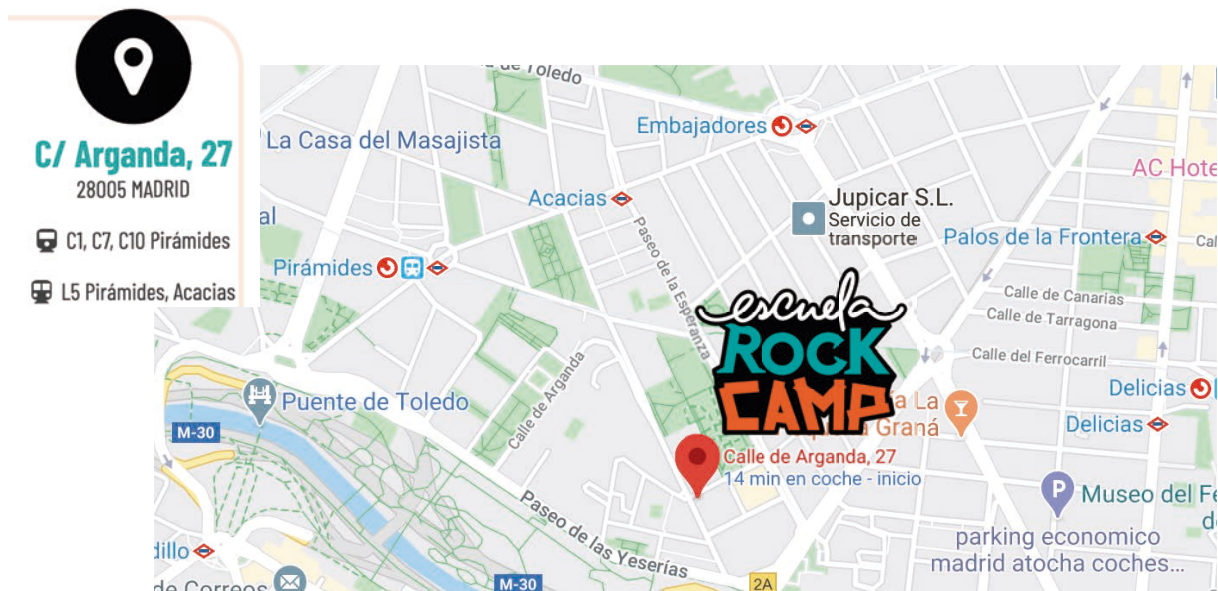 C/ Arganda, 27
28005 MADRID
C1, C7, C10 Pirámides
L5 Pirámides, Acacias
de Toledo
La Casa del Masajista
Embajadores
AC Hote
Acacias
Jupicar S.L.
Servicio de
transporte
al
Palos de la Frontera
Cal
Pirámides
Paseo de la Esperanza
Calle de Canarias
Calle de Tarragona
escuela
ROCK
CAMP
Calle del Ferrocarril
Calle de Arganda
Puente de Toledo
M-30
a La
Graná
Delicias
Delicias
Calle de Arganda, 27
14 min en coche - inicio
P
Museo del Fe
d
Paseo de las Yeserías
parking economico
madrid atocha coches...
dillo
de Correos
M-30
2A